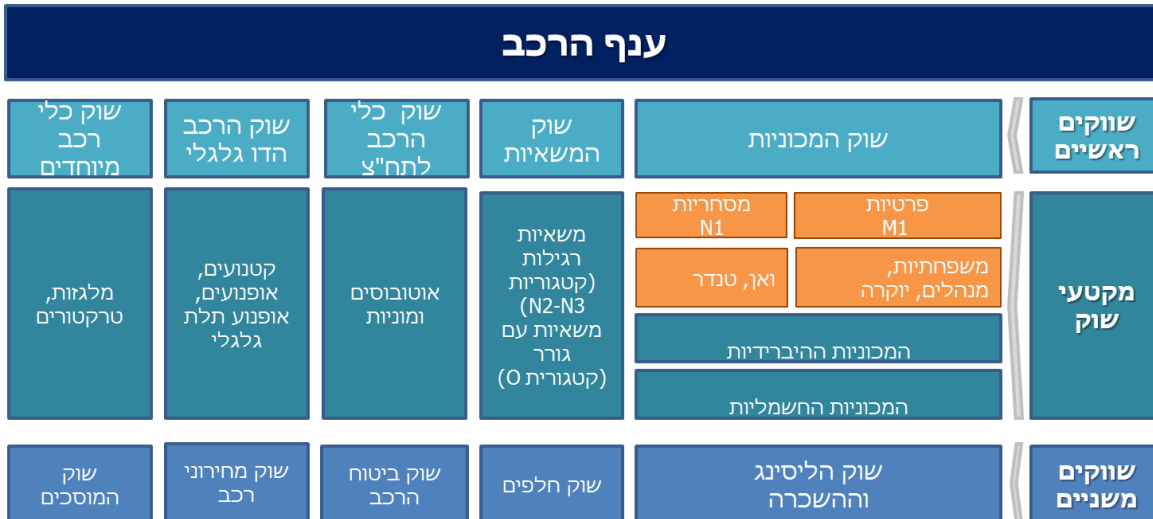 ענף הרכב
שווקים
ראשיים
שוק המכוניות
שוק
המשאיות
שוק כלי
הרכב
לתח"צ
שוק הרכב
הדו גלגלי
שוק כלי
רכב
מיוחדים
מקטעי
שוק
פרטיות
M1
מסחריות
N1
משפחתיות,
מנהלים, יוקרה
ואן, טנדר
המכוניות ההיברידיות
המכוניות החשמליות
משאיות
רגילות
(קטגוריות
N2-N3)
משאיות עם
גורר
(קטגורית O)
אוטובוסים
ומוניות
קטנועים,
אופנועים,
אופנוע תלת
גלגלי
מלגזות,
טרקטורים
שווקים
משניים
שוק הליסינג
וההשכרה
שוק חלפים
שוק ביטוח
הרכב
שוק מחירוני
רכב
שוק
המוסכים